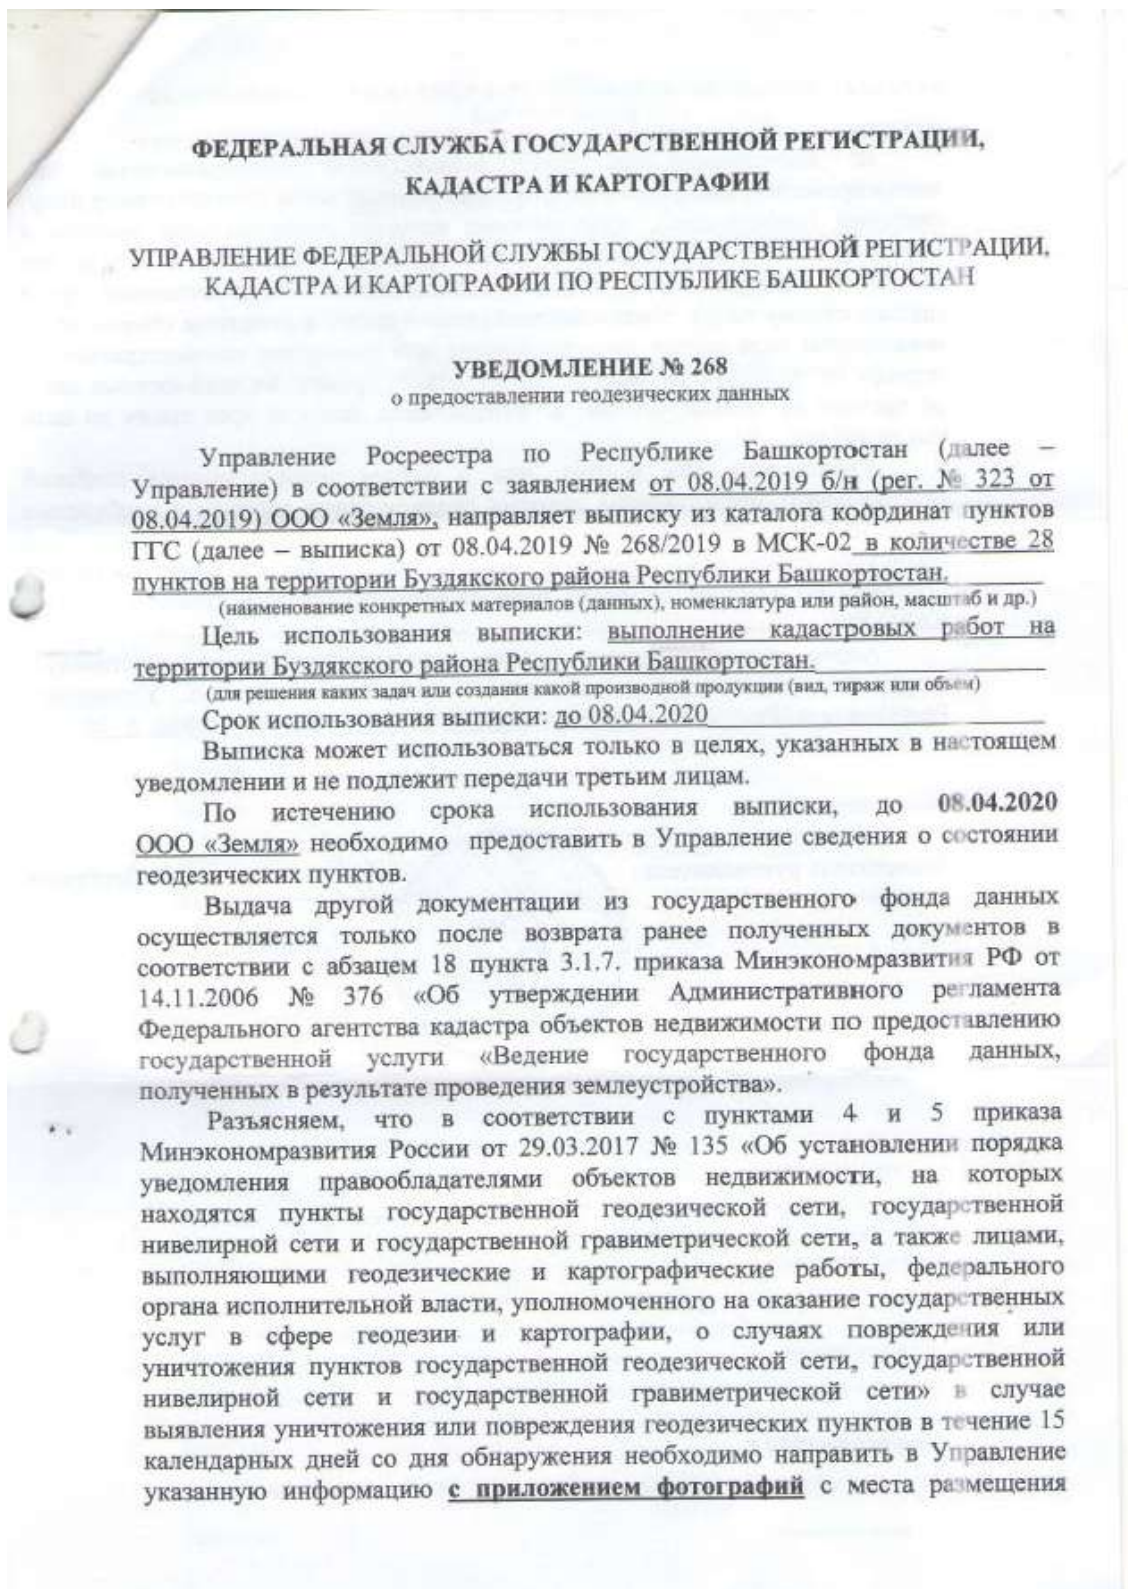 ФЕДЕРАЛЬНАЯ СЛУЖБА ГОСУДАРСТВЕННОЙ РЕГИСТРАЦИИ,
КАДАСТРА И КАРТОГРАФИИ
УПРАВЛЕНИЕ ФЕДЕРАЛЬНОЙ СЛУЖБЫ ГОСУДАРСТВЕННОЙ РЕГИСТРАЦИИ,
КАДАСТРА И КАРТОГРАФИИ ПО РЕСПУБЛИКЕ БАШКОРТОСТАН
УВЕДОМЛЕНИЕ № 268
о предоставлении геодезических данных
Управление Росреестра по Республике Башкортостан (далее –
Управление) в соответствии с заявлением от 08.04.2019 б/н (рег. № 323 от
08.04.2019) ООО «Земля», направляет выписку из каталога координат пунктов
ГГС (далее – выписка) от 08.04.2019 № 268/2019 в МСК-02 в количестве 28
пунктов на территории Буздякского района Республики Башкортостан.
(наименование конкретных материалов (данных), номенклатура или район, масштаб и др.)
Цель использования выписки: выполнение кадастровых работ на
территории Буздякского района Республики Башкортостан.
(для решения каких задач или создания какой производной продукции (вид, тираж или объем)
Срок использования выписки: до 08.04.2020
Выписка может использоваться только в целях, указанных в настоящем
уведомлении и не подлежит передачи третьим лицам.
По истечению срока использования выписки, до 08.04.2020
ООО «Земля» необходимо предоставить в Управление сведения о состоянии
геодезических пунктов.
Выдача другой документации из государственного фонда данных
осуществляется только после возврата ранее полученных документов в
соответствии с абзацем 18 пункта 3.1.7. приказа Минэкономразвития РФ от
14.11.2006 № 376 «Об утверждении Административного регламента
Федерального агентства кадастра объектов недвижимости по предоставлению
государственной услуги «Ведение государственного фонда данных,
полученных в результате проведения землеустройства».
Разъясняем, что в соответствии с пунктами 4 и 5 приказа
Минэкономразвития России от 29.03.2017 № 135 «Об установлении порядка
уведомления правообладателями объектов недвижимости, на которых
находятся пункты государственной геодезической сети, государственной
нивелирной сети и государственной гравиметрической сети, а также лицами,
выполняющими геодезические и картографические работы, федерального
органа исполнительной власти, уполномоченного на оказание государственных
услуг в сфере геодезии и картографии, о случаях повреждения или
уничтожения пунктов государственной геодезической сети, государственной
нивелирной сети и государственной гравиметрической сети» в случае
выявления уничтожения или повреждения геодезических пунктов в течение 15
календарных дней со дня обнаружения необходимо направить в Управление
указанную информацию с приложением фотографий с места размещения